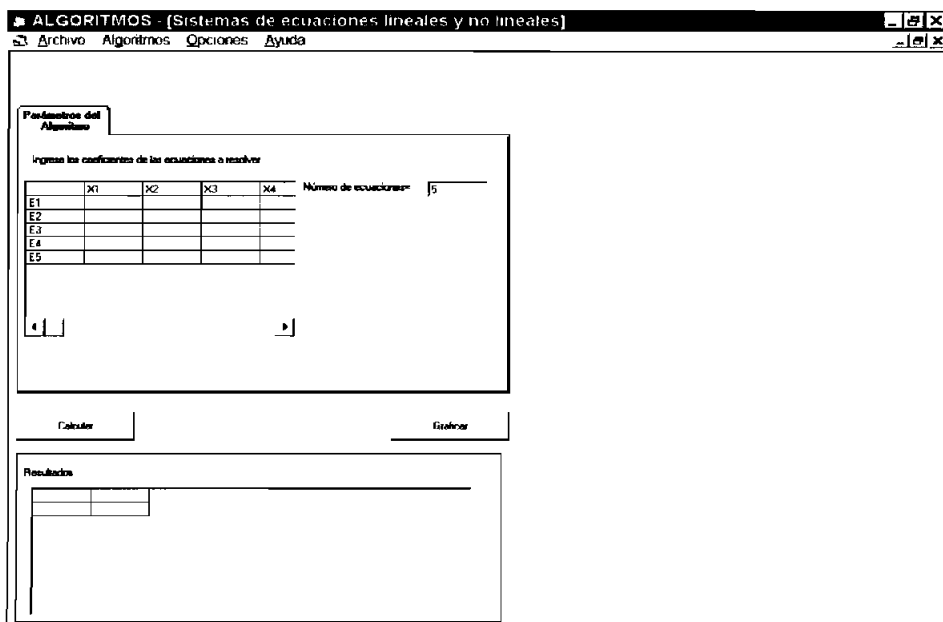 ALGORITMOS - [Sistemas de ecuaciones lineales y no lineales]
Archivo Algoritmos Opciones Ayuda
Parámetros del
Algoritmo
Ingrese los coeficientes de las ecuaciones a resolver
X1 X2 X3 X4 Número de ecuaciones= 5
E1
E2
E3
E4
E5
Calcular Graficar
Resultados